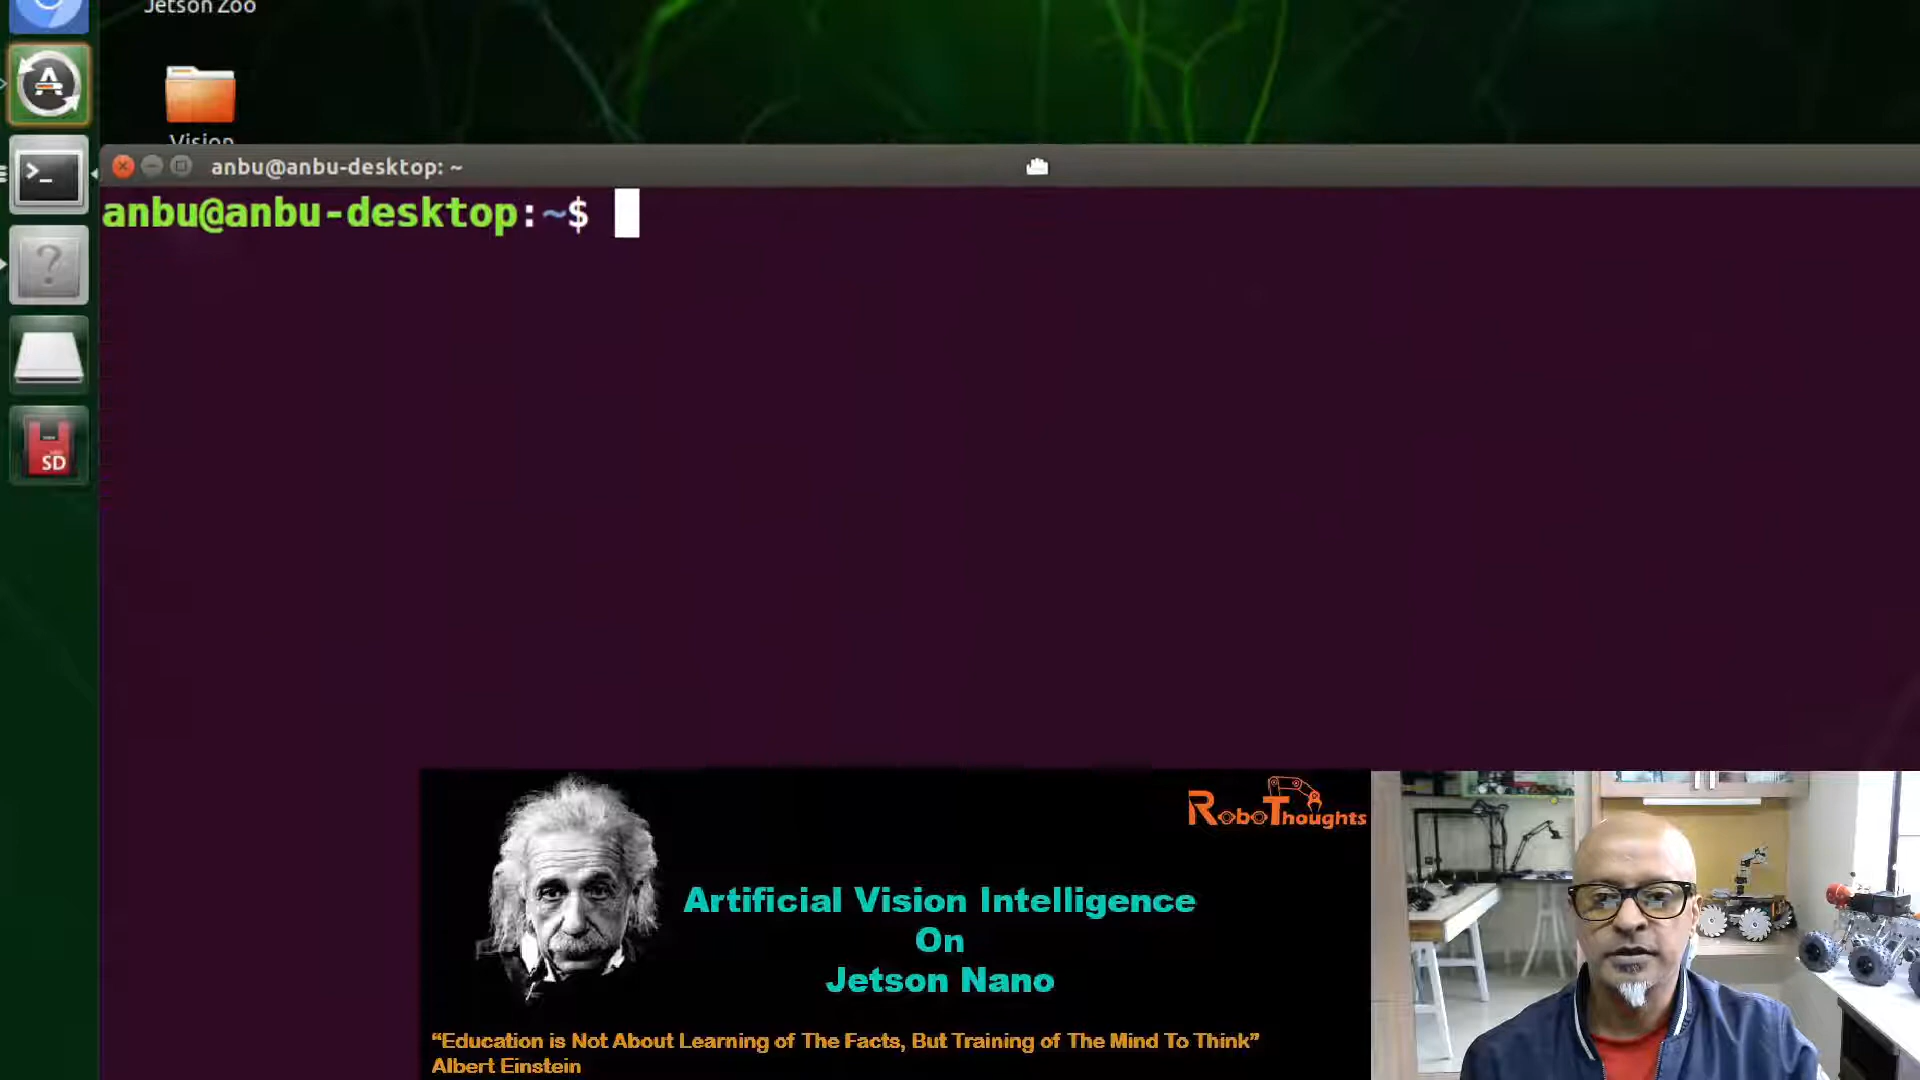 Jetson Zoo
Vision
anbu@anbu-desktop: ~
anbu@anbu-desktop:~$
SD
RoboThoughts
Artificial Vision Intelligence
On
Jetson Nano
“Education is Not About Learning of The Facts, But Training of The Mind To Think”
Albert Einstein